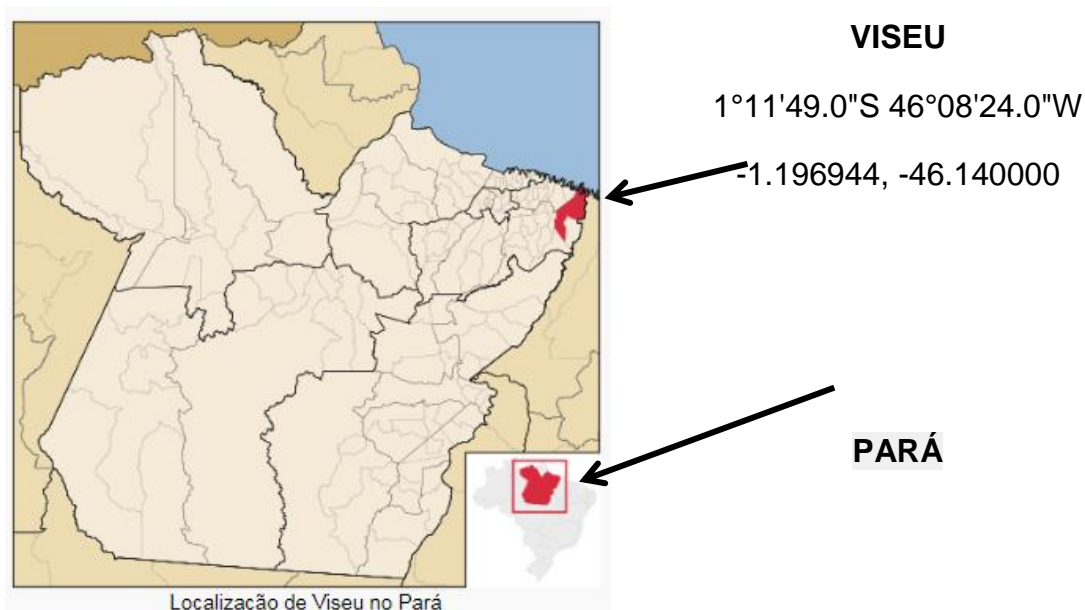 VISEU
1°11'49.0"S 46°08'24.0"W
-1.196944, -46.140000
PARÁ
Localização de Viseu no Pará